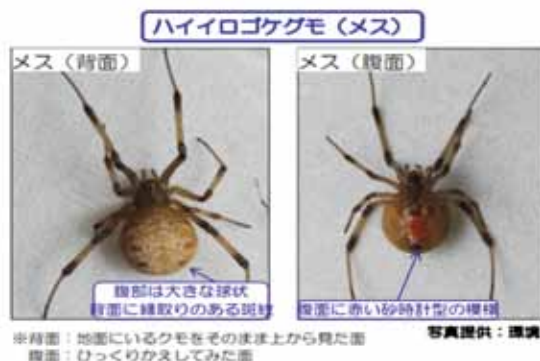 ハイイロゴケグモ（メス）
メス（背面）
メス（腹面）
腹部は大きな球状
背面に縁取りのある斑紋
腹面に赤い砂時計型の模様
写真提供：環境
※背面：地面にいるクモをそのまま上から見た面
腹面：ひっくりかえしてみた面